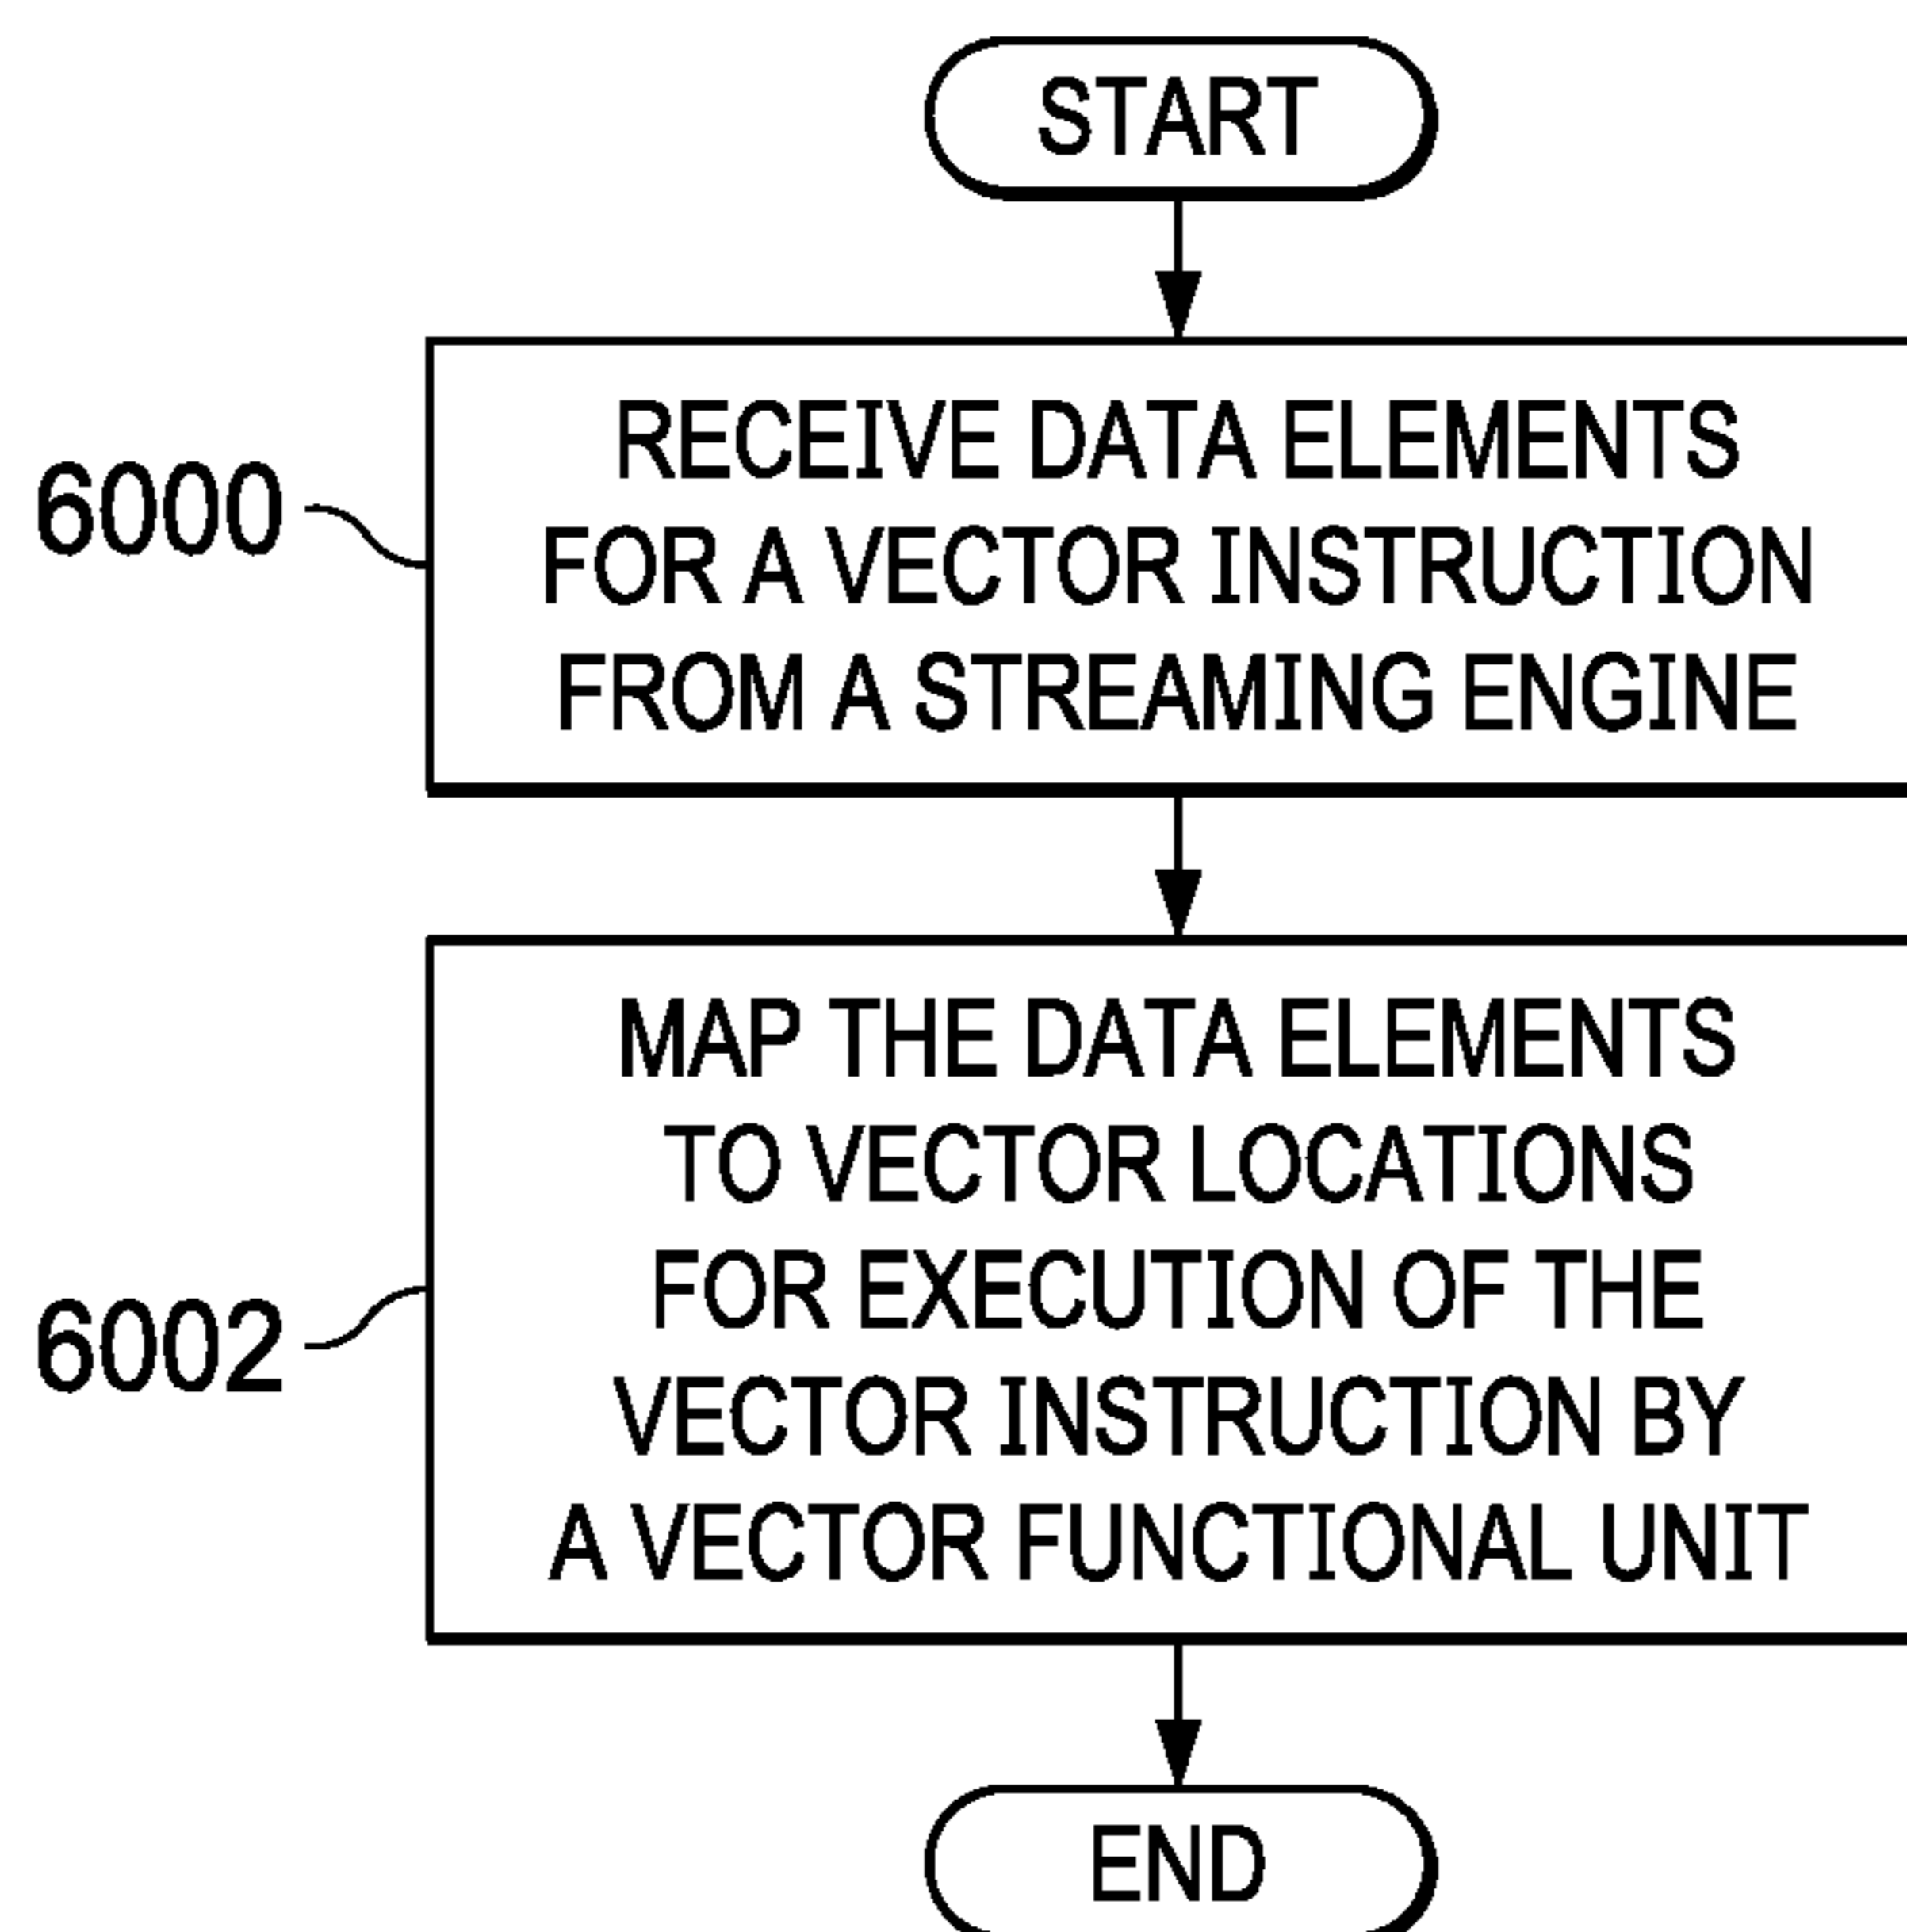 START
RECEIVE DATA ELEMENTS
FOR A VECTOR INSTRUCTION
FROM A STREAMING ENGINE
6000
MAP THE DATA ELEMENTS
TO VECTOR LOCATIONS
FOR EXECUTION OF THE
VECTOR INSTRUCTION BY
A VECTOR FUNCTIONAL UNIT
6002
END